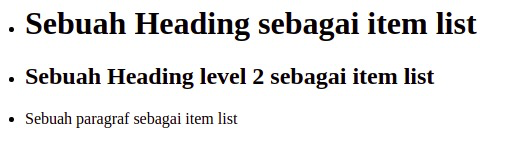 Sebuah Heading sebagai item list
Sebuah Heading level 2 sebagai item list
Sebuah paragraf sebagai item list